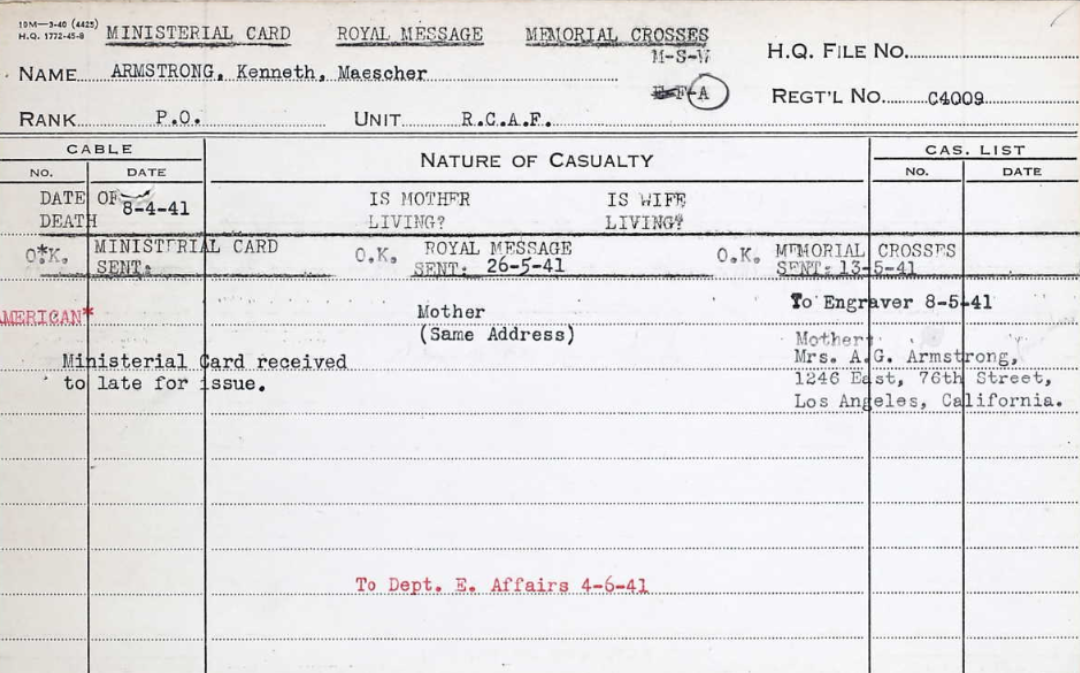 10M—3-40 (4425)
H.Q. 1772-45-8
MINISTERIAL CARD ROYAL MESSAGE MEMORIAL CROSSES
M-S-W
H.Q. FILE NO.
NAME ARMSTRONG, Kenneth, Maescher
F-A
REGT'L NO. C4009
RANK P.O. UNIT R.C.A.F.
CABLE NATURE OF CASUALTY CAS. LIST
NO. DATE NO. DATE
DATE OF IS MOTHER IS WIFE
8-4-41
DEATH LIVING? LIVING?
O*K. MINISTERIAL CARD O.K. ROYAL MESSAGE O.K. MEMORIAL CROSSES
SENT: SENT: 26-5-41 SENT: 13-5-41
To Engraver 8-5-41
MERICAN* Mother
(Same Address) Mother:
Ministerial Card received Mrs. A.G. Armstrong,
to late for issue. 1246 East, 76th Street,
Los Angeles, California.
To Dept. E. Affairs 4-6-41